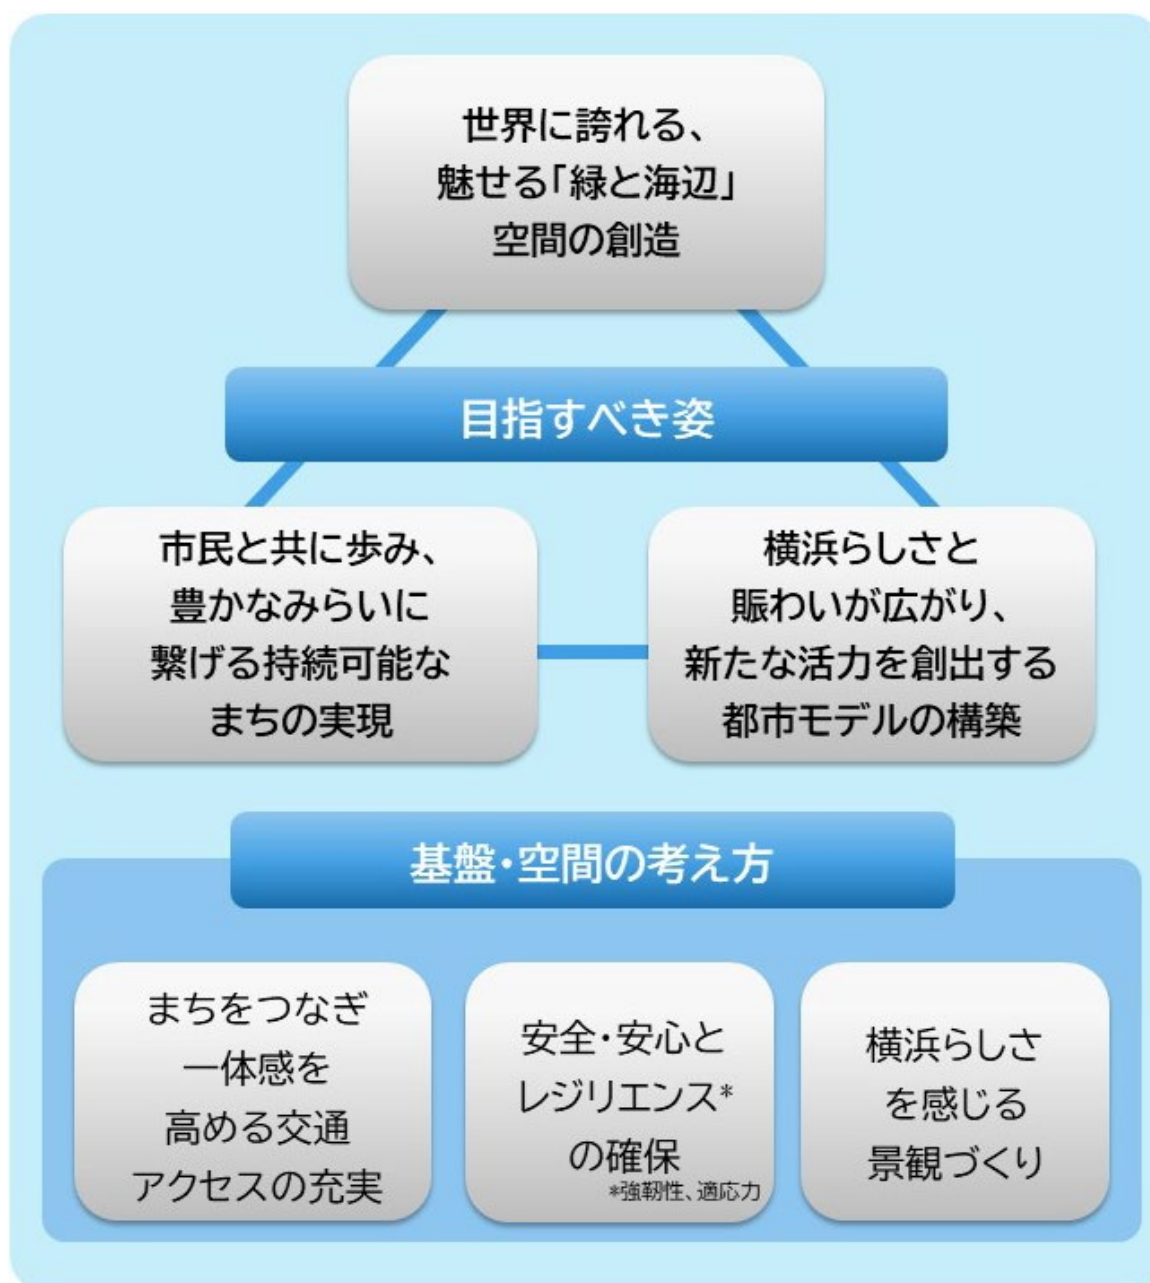 世界に誇れる、
魅せる「緑と海辺」
空間の創造
目指すべき姿
市民と共に歩み、
豊かなみらいに
繋げる持続可能な
まちの実現
横浜らしさと
賑わいが広がり、
新たな活力を創出する
都市モデルの構築
基盤・空間の考え方
まちをつなぎ
一体感を
高める交通
アクセスの充実
安全・安心と
レジリエンス*
の確保
*強靭性、適応力
横浜らしさ
を感じる
景観づくり